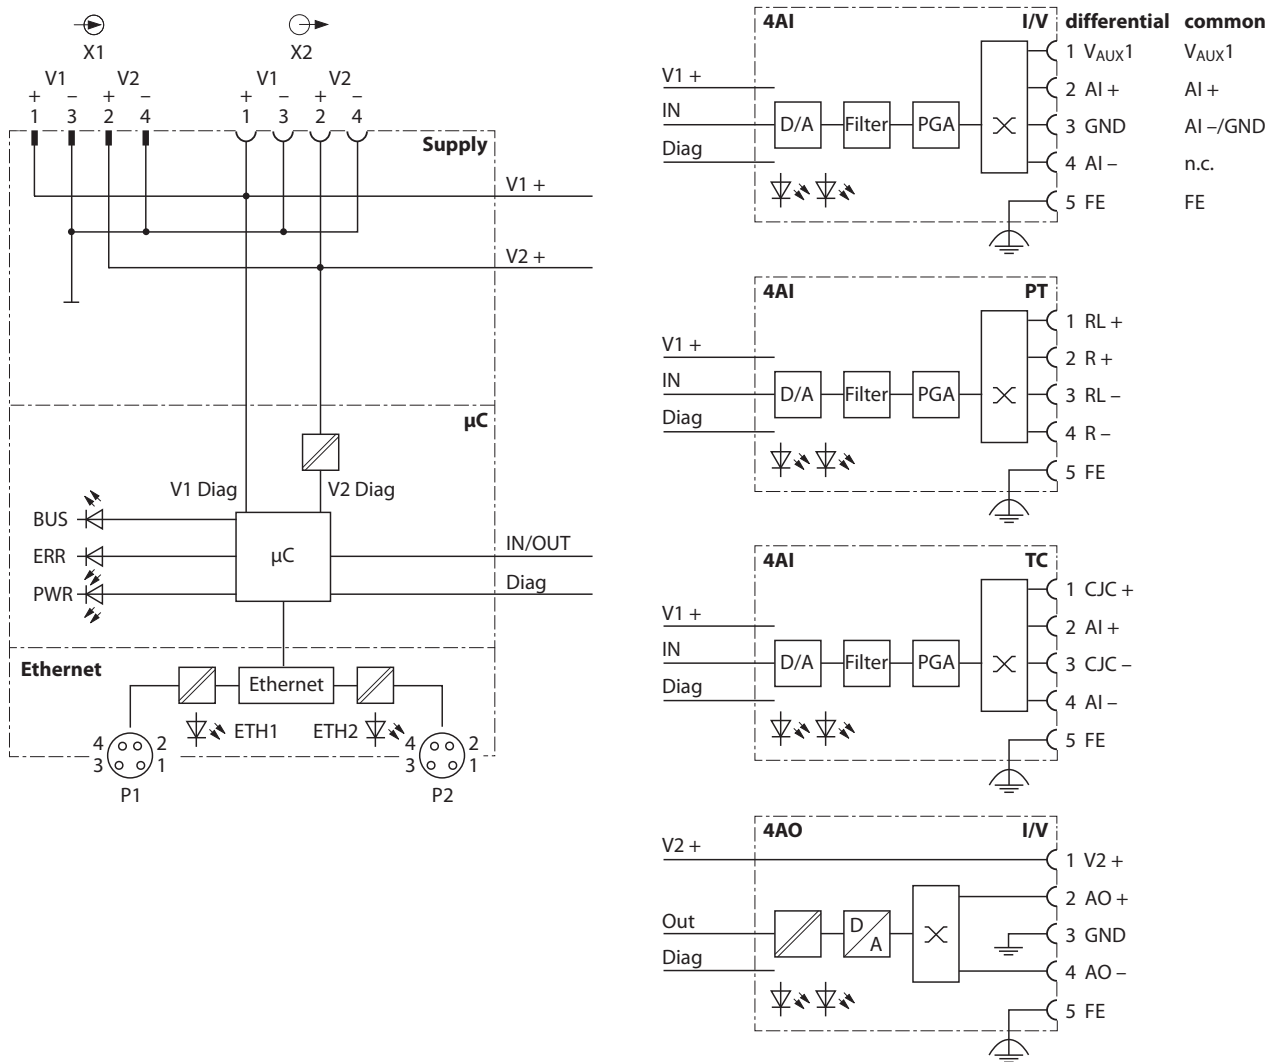 X1 X2
V1 V2 V1 V2
+ – + – + – + –
1 3 2 4 1 3 2 4
Supply
V1 +
V2 +
µC
V1 Diag V2 Diag
BUS
ERR
PWR
µC
IN/OUT
Diag
Ethernet
Ethernet
ETH1 ETH2
4 2 4 2
3 1 3 1
P1 P2
4AI I/V differential common
1 VAUX1 VAUX1
V1 +
2 AI + AI +
IN
D/A Filter PGA
3 GND AI –/GND
Diag
4 AI – n.c.
5 FE FE
4AI PT
1 RL +
V1 +
2 R +
IN
D/A Filter PGA
3 RL –
Diag
4 R –
5 FE
4AI TC
1 CJC +
V1 +
2 AI +
IN
D/A Filter PGA
3 CJC –
Diag
4 AI –
5 FE
4AO I/V
V2 +
1 V2 +
2 AO +
Out
D
A
3 GND
Diag
4 AO –
5 FE